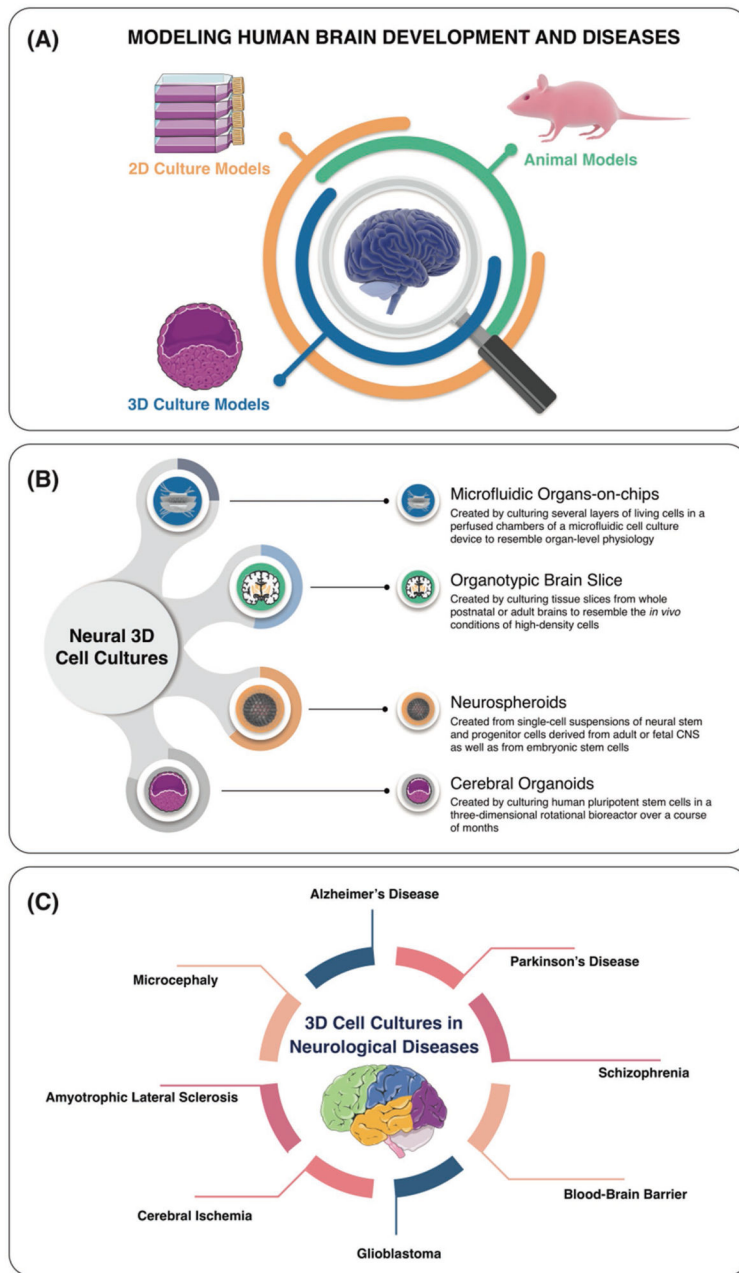 (A)
MODELING HUMAN BRAIN DEVELOPMENT AND DISEASES
2D Culture Models
Animal Models
3D Culture Models
(B)
Neural 3D
Cell Cultures
Microfluidic Organs-on-chips
Created by culturing several layers of living cells in a
perfused chambers of a microfluidic cell culture
device to resemble organ-level physiology
Organotypic Brain Slice
Created by culturing tissue slices from whole
postnatal or adult brains to resemble the in vivo
conditions of high-density cells
Neurospheroids
Created from single-cell suspensions of neural stem
and progenitor cells derived from adult or fetal CNS
as well as from embryonic stem cells
Cerebral Organoids
Created by culturing human pluripotent stem cells in a
three-dimensional rotational bioreactor over a course
of months
(C)
Alzheimer's Disease
Parkinson's Disease
Microcephaly
3D Cell Cultures in
Neurological Diseases
Schizophrenia
Amyotrophic Lateral Sclerosis
Blood-Brain Barrier
Cerebral Ischemia
Glioblastoma